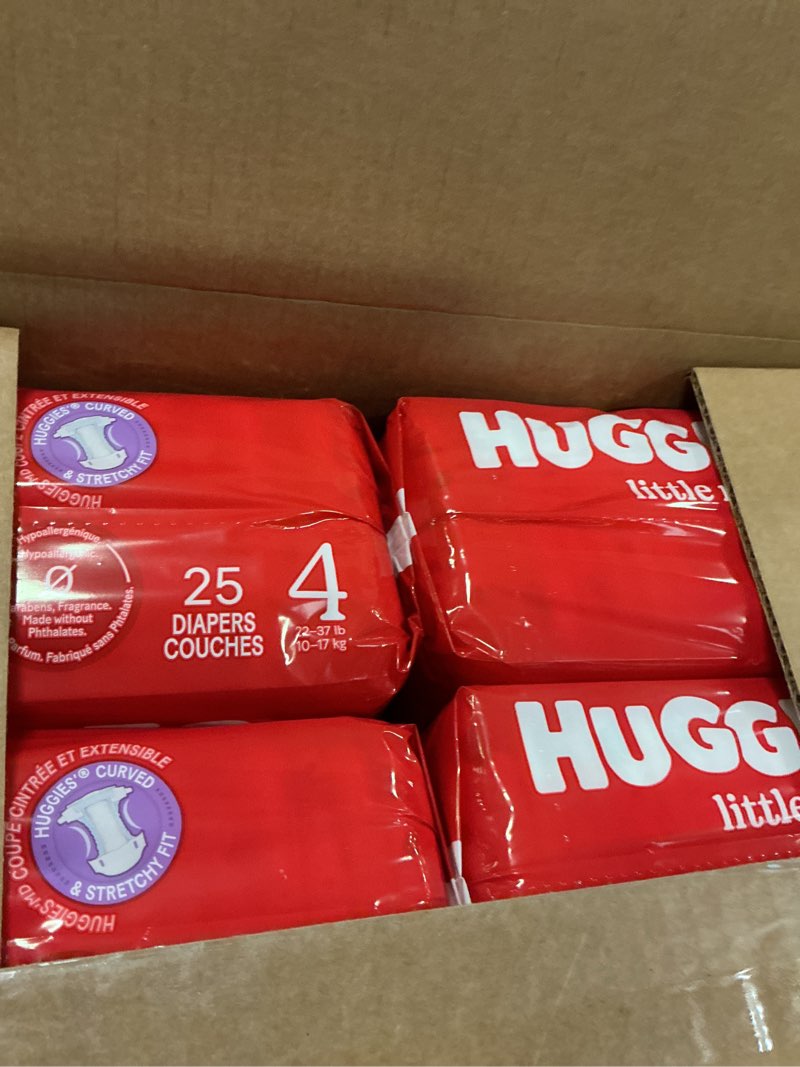 COUPE CINTRÉE ET EXTENSIBLE
HUGGIES® CURVED
& STRETCHY FIT
HUGGIES MD
HUGG
little
Hypoallergénique
Hypoallergenic
Parabens, Fragrance.
Made without
Phthalates.
Parfum. Fabriqué sans Phtalates.
25
DIAPERS
COUCHES
4
22–37 lb
10–17 kg
COUPE CINTRÉE ET EXTENSIBLE
HUGGIES® CURVED
& STRETCHY FIT
HUGGIES MD
HUGG
little